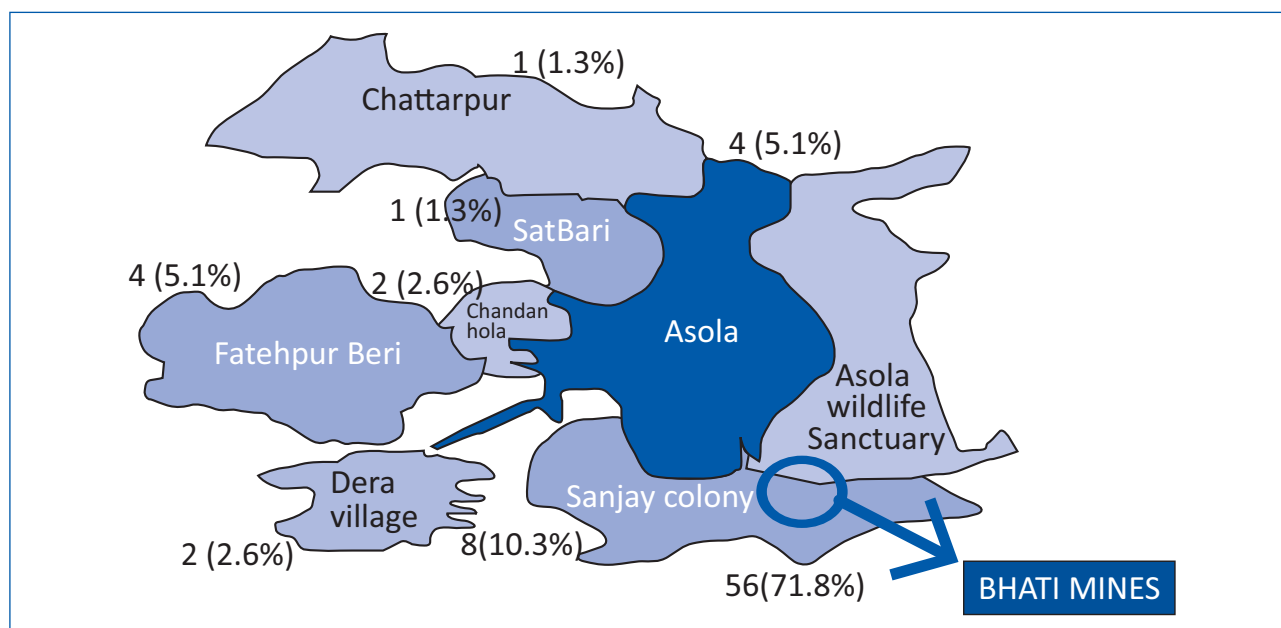 1 (1.3%)
Chattarpur
4 (5.1%)
1 (1.3%)
SatBari
4 (5.1%)
2 (2.6%)
Chandan
hola
Fatehpur Beri
Asola
Asola
wildlife
Sanctuary
Dera
village
Sanjay colony
2 (2.6%)
8(10.3%)
56(71.8%)
BHATI MINES